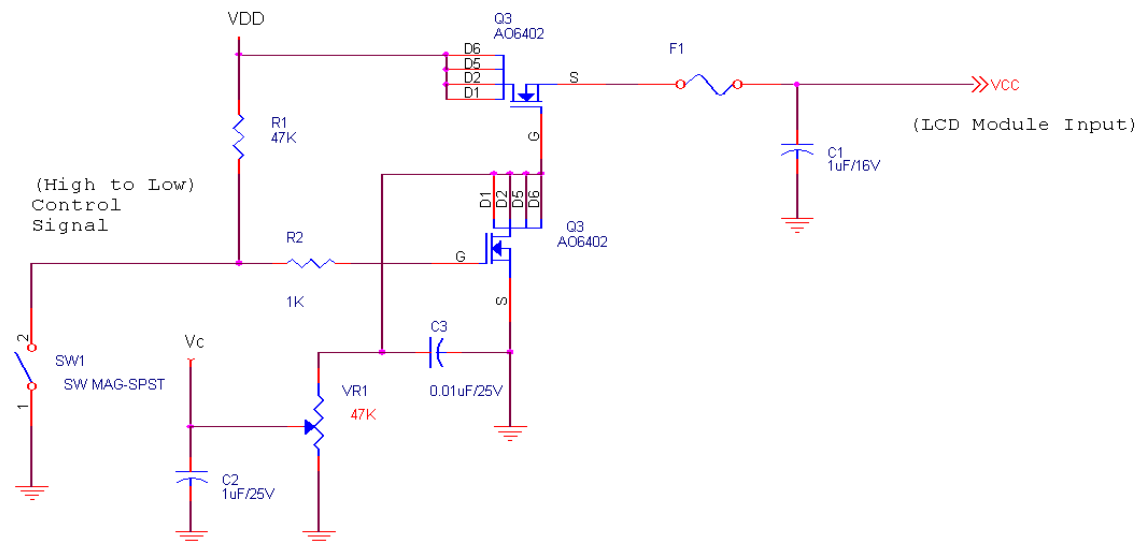 VDD
Q3
AO6402
D6
D5
D2
D1
S
G
F1
VCC
(LCD Module Input)
C1
1uF/16V
R1
47K
(High to Low)
Control
Signal
R2
1K
D1
D2
D5
D6
Q3
AO6402
G
S
2
SW1
SW MAG-SPST
1
Vc
C3
0.01uF/25V
VR1
47K
C2
1uF/25V